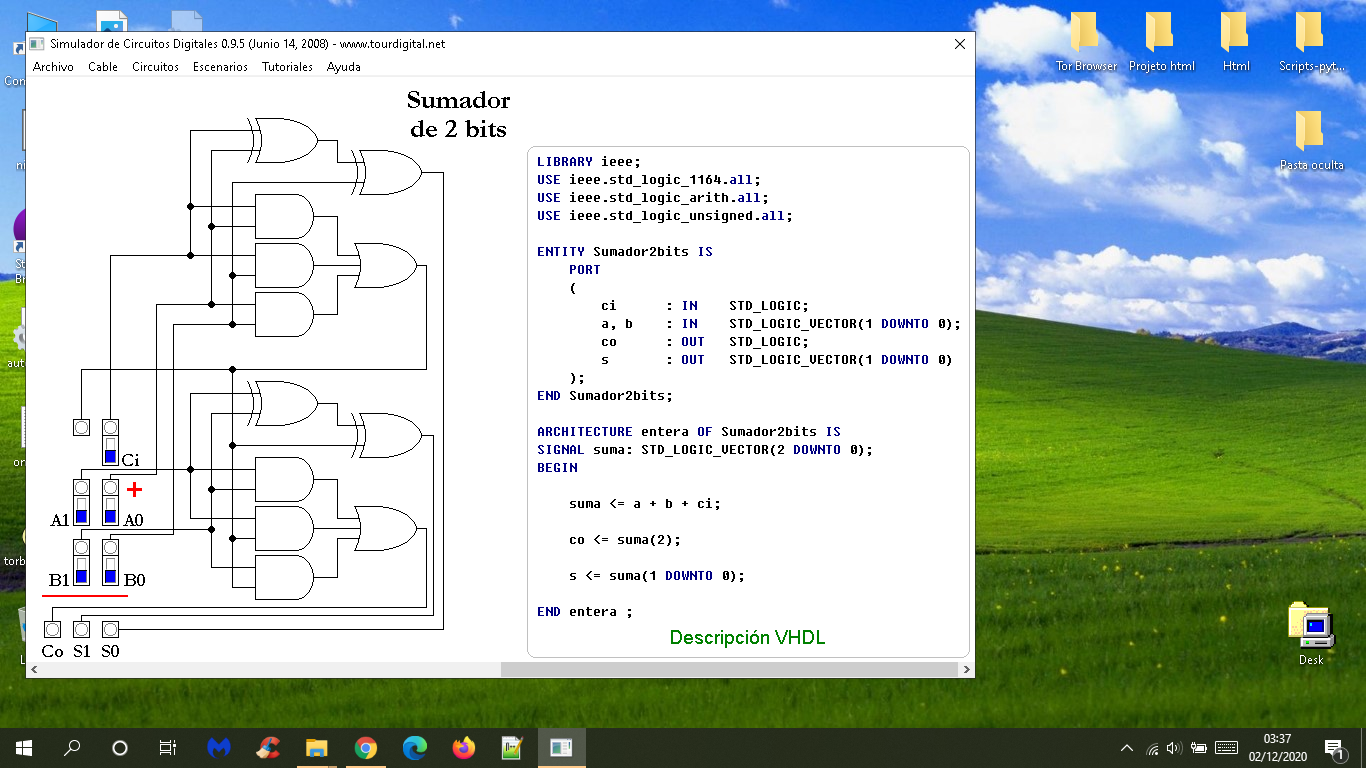 Simulador de Circuitos Digitales 0.9.5 (Junio 14, 2008) - wwww.tourdigital.net
Archivo Cable Circuitos Escenarios Tutoriales Ayuda
Sumador
de 2 bits
LIBRARY ieee;
USE ieee.std_logic_1164.all;
USE ieee.std_logic_arith.all;
USE ieee.std_logic_unsigned.all;
ENTITY Sumador2bits IS
PORT
(
ci : IN STD_LOGIC;
a, b : IN STD_LOGIC_VECTOR(1 DOWNTO 0);
co : OUT STD_LOGIC;
s : OUT STD_LOGIC_VECTOR(1 DOWNTO 0)
);
END Sumador2bits;
ARCHITECTURE entera OF Sumador2bits IS
SIGNAL suma: STD_LOGIC_VECTOR(2 DOWNTO 0);
BEGIN
suma <= a + b + ci;
co <= suma(2);
s <= suma(1 DOWNTO 0);
END entera ;
Descripción VHDL
Ci
+
A1 A0
B1 B0
Co S1 S0
Tor Browser Projeto html Html Scripts-pyt...
Pasta oculta
Desk
03:37
02/12/2020
1